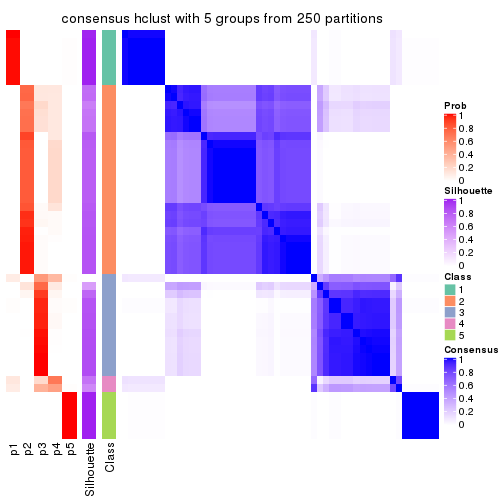 consensus hclust with 5 groups from 250 partitions
Prob
1
0.8
0.6
0.4
0.2
0
Silhouette
1
0.8
0.6
0.4
0.2
0
Class
1
2
3
4
5
Consensus
1
0.8
0.6
0.4
0.2
0
p1
p2
p3
p4
p5
Silhouette
Class